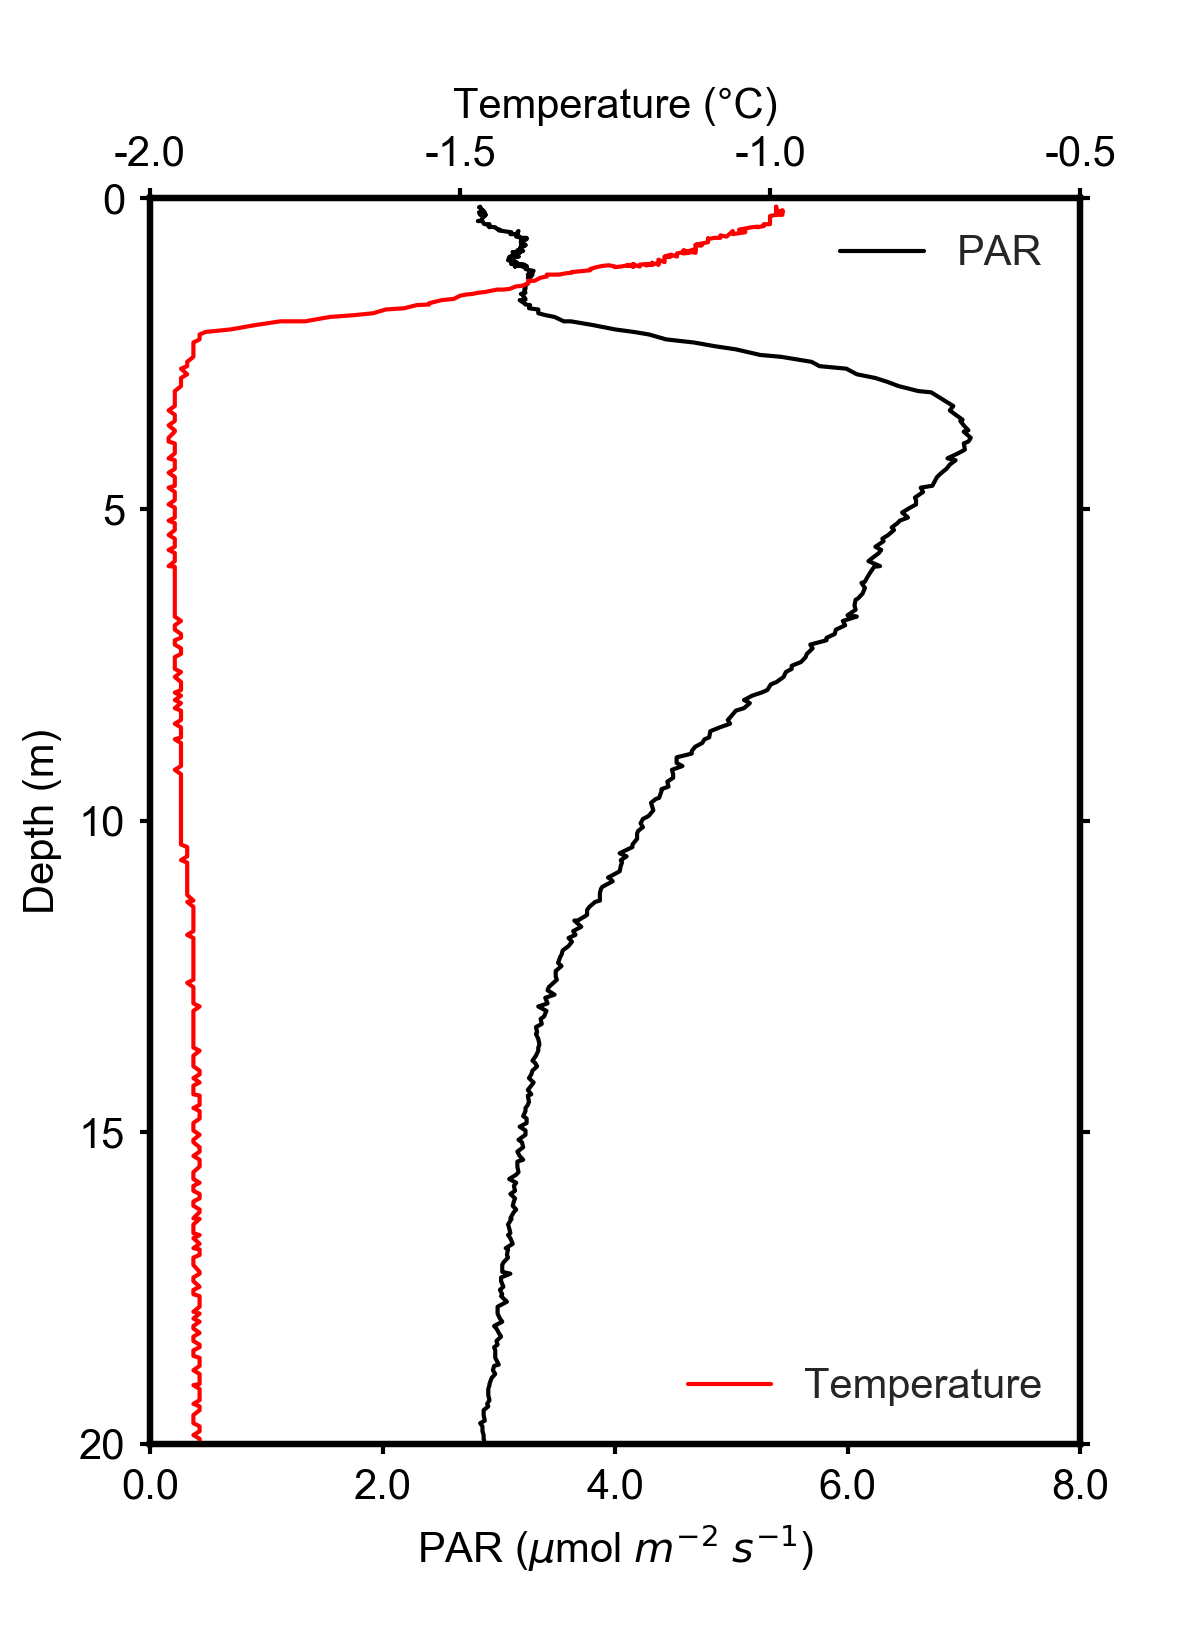 Temperature (°C)
-2.0 -1.5 -1.0 -0.5
0
PAR
5
Depth (m)
10
15
Temperature
20
0.0 2.0 4.0 6.0 8.0
PAR (μmol m⁻² s⁻¹)